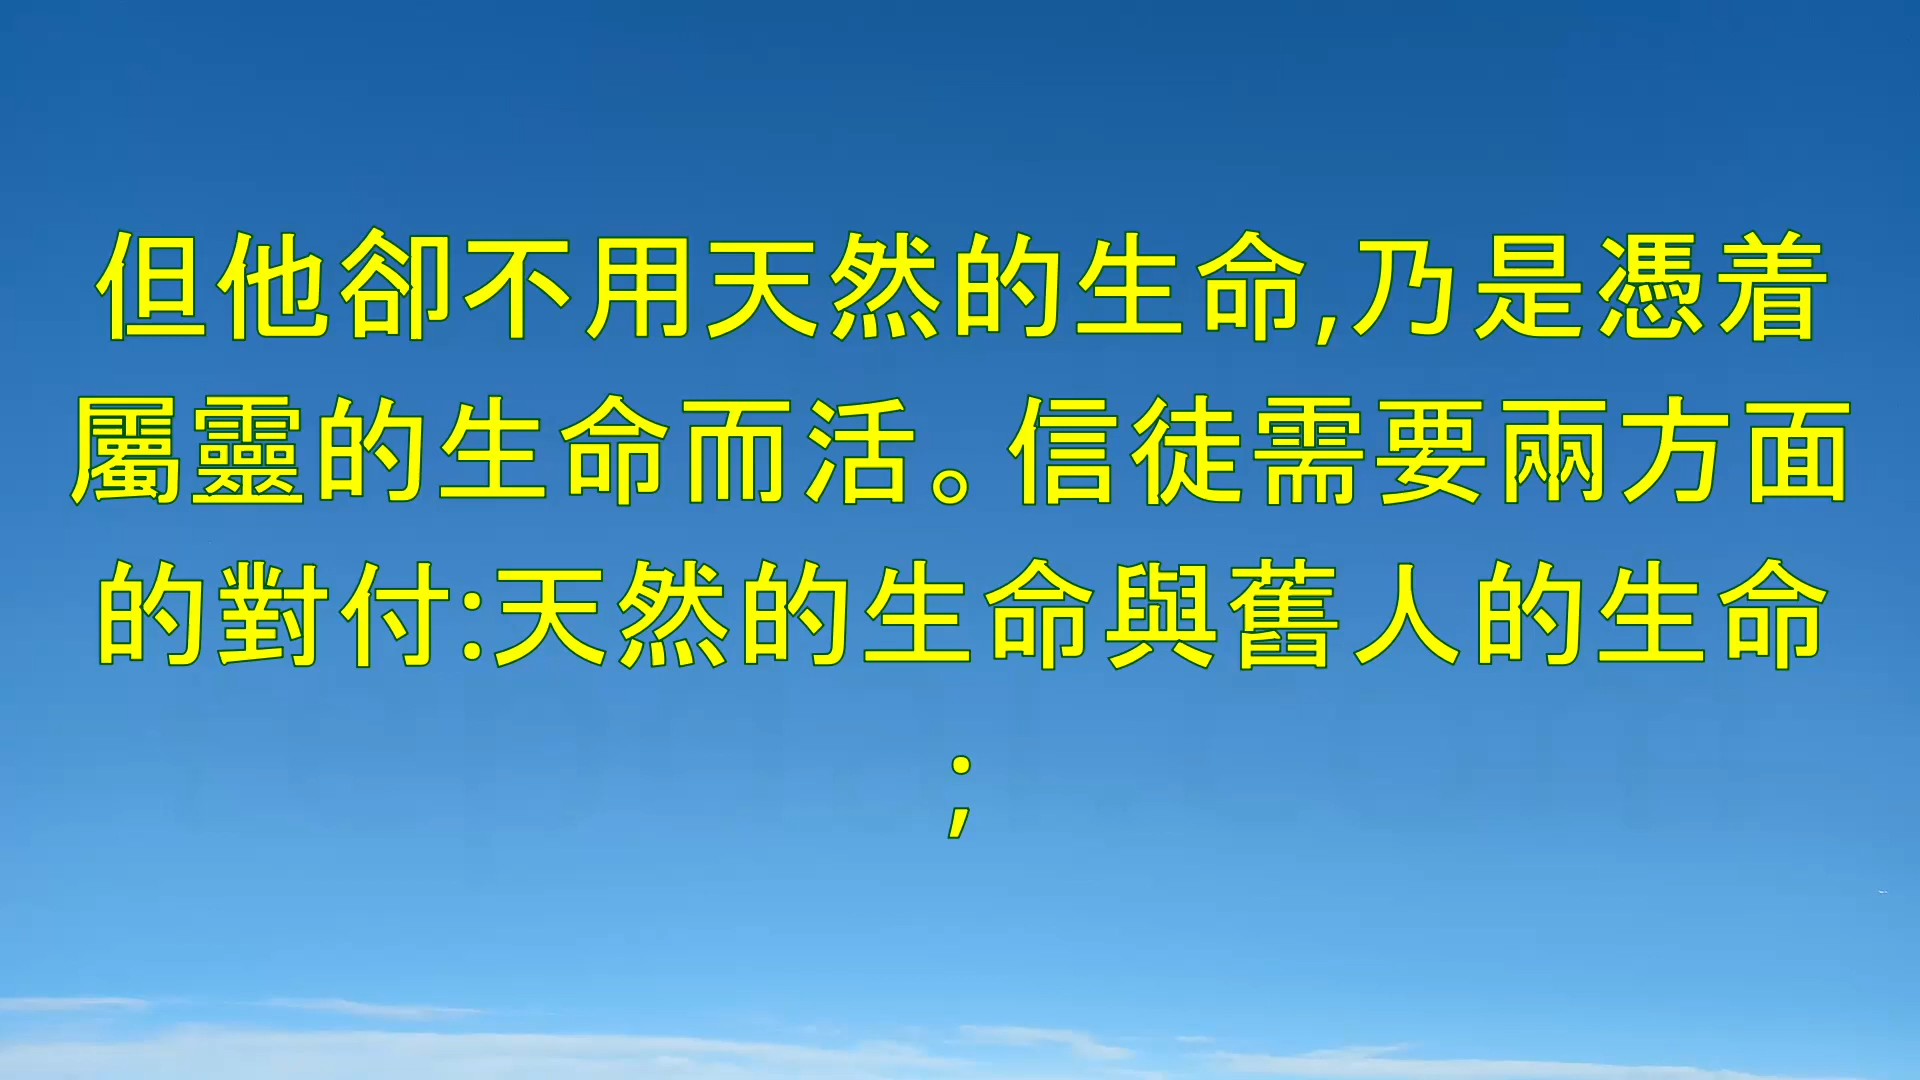 但他卻不用天然的生命,乃是憑着
屬靈的生命而活。信徒需要兩方面
的對付:天然的生命與舊人的生命
;